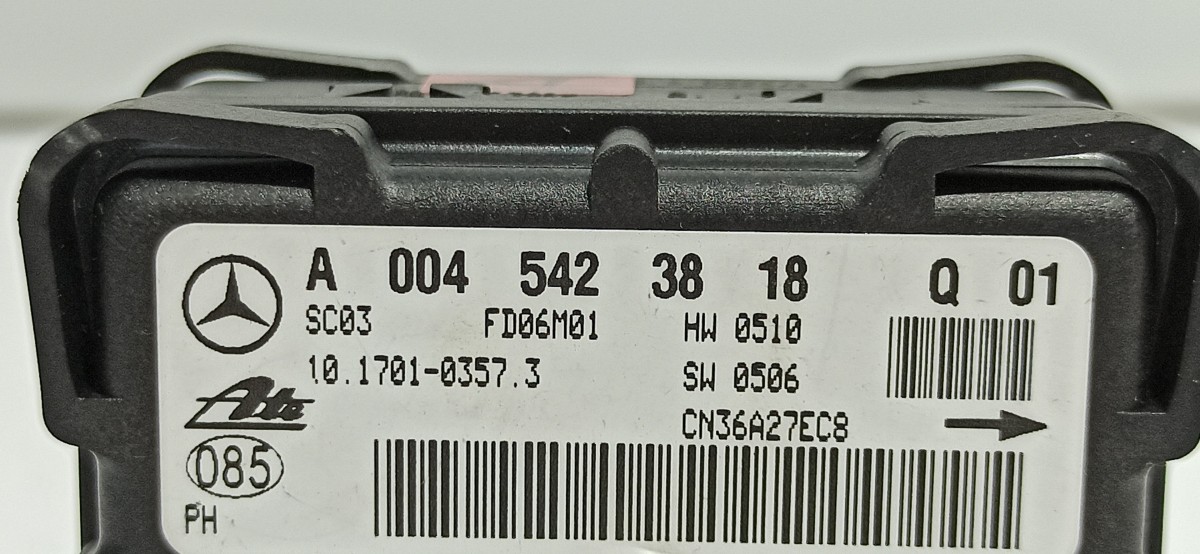 A 004 542 38 18 Q 01
SC03 FD06M01 HW 0510
10.1701-0357.3 SW 0506
CN36A27EC8
Ate
085
PH